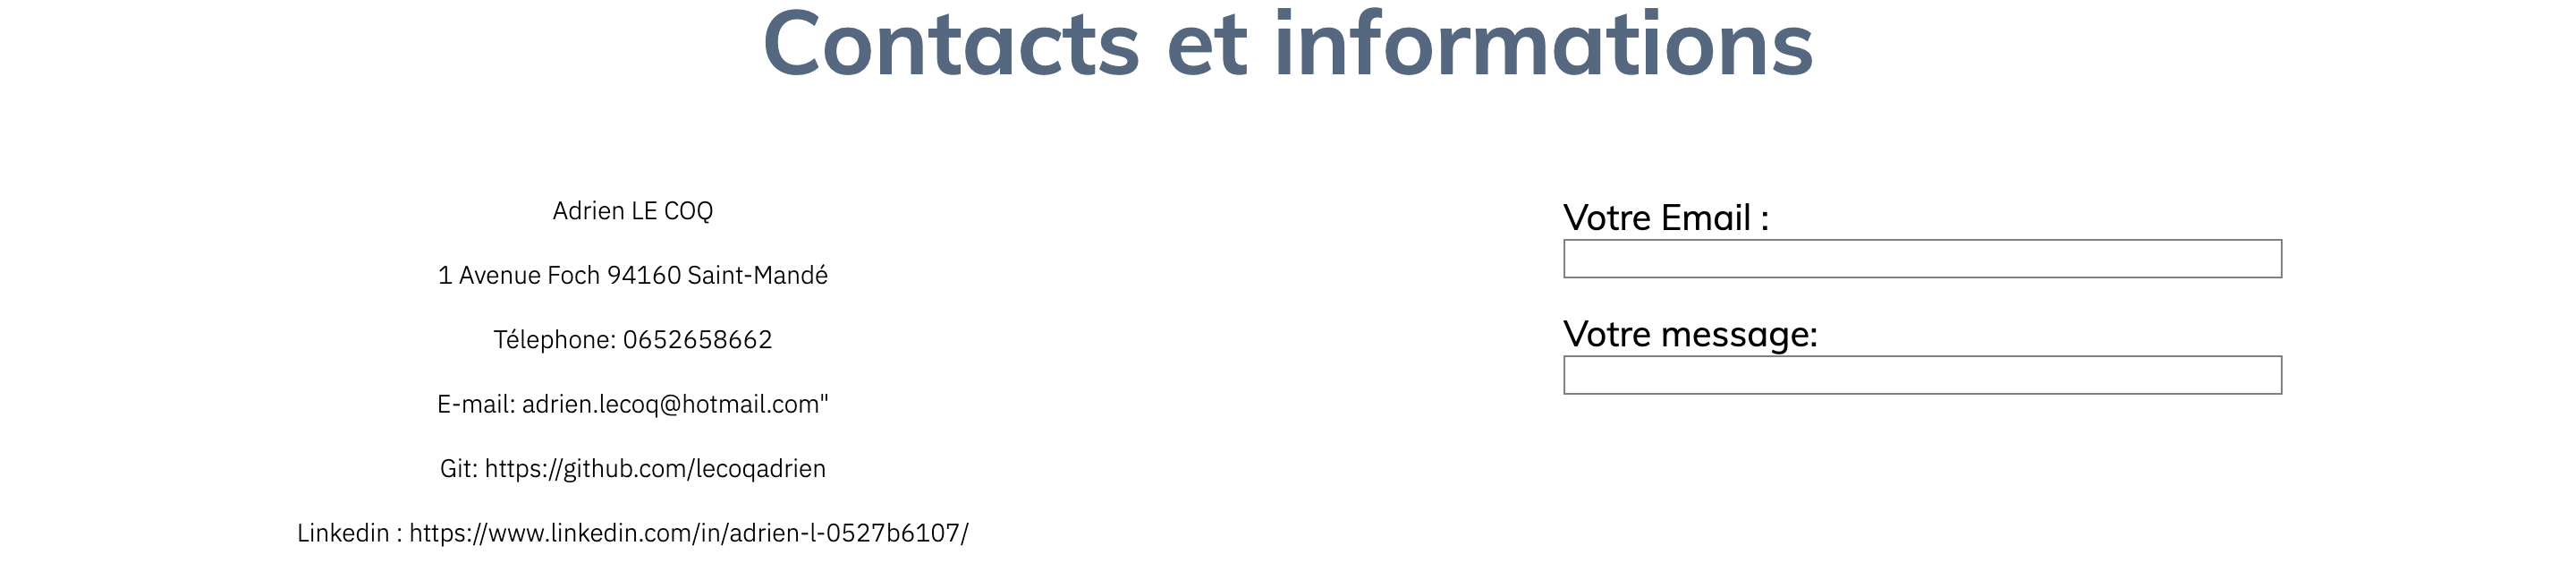 Contacts et informations
Adrien LE COQ
1 Avenue Foch 94160 Saint-Mandé
Télephone: 0652658662
E-mail: adrien.lecoq@hotmail.com"
Git: https://github.com/lecoqadrien
Linkedin : https://www.linkedin.com/in/adrien-l-0527b6107/
Votre Email :
Votre message: